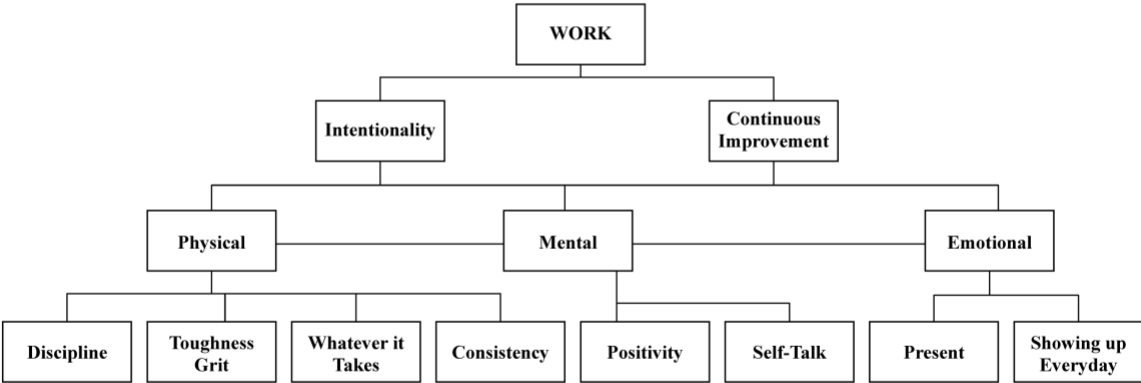 WORK
Intentionality
Continuous
Improvement
Physical
Mental
Emotional
Discipline
Toughness
Grit
Whatever it
Takes
Consistency
Positivity
Self-Talk
Present
Showing up
Everyday